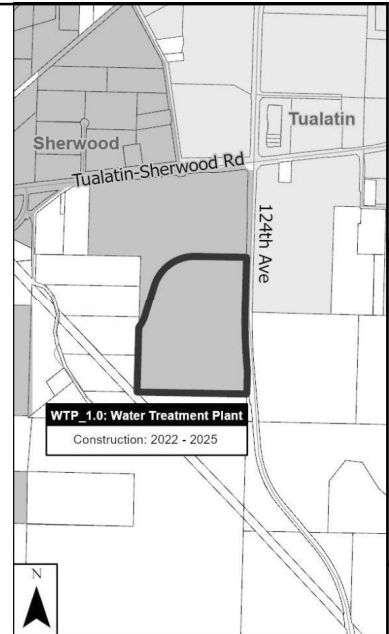 Tualatin
Sherwood
Tualatin-Sherwood Rd
124th Ave
WTP_1.0: Water Treatment Plant
Construction: 2022 - 2025
N